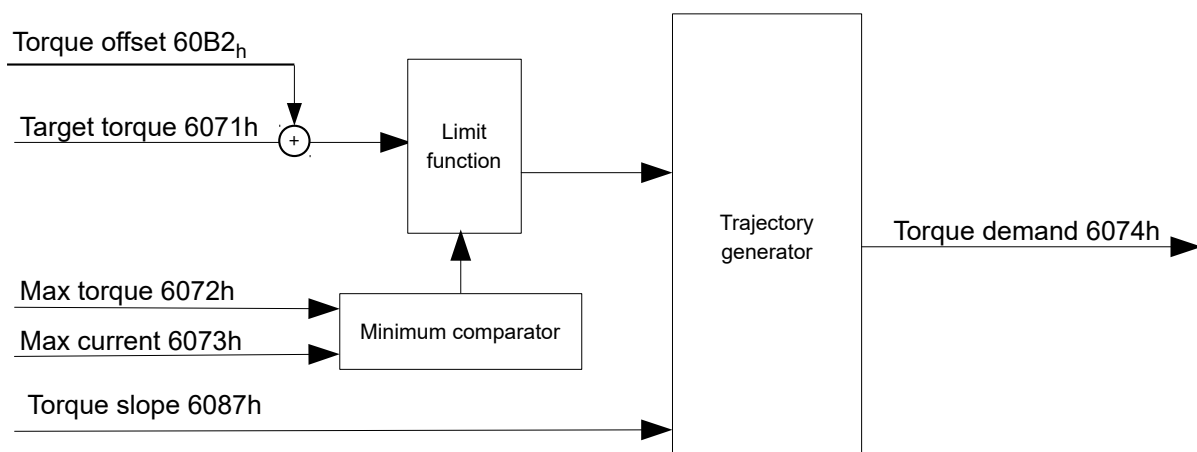 Torque offset 60B2h
Target torque 6071h
+
Limit
function
Trajectory
generator
Torque demand 6074h
Max torque 6072h
Max current 6073h
Minimum comparator
Torque slope 6087h